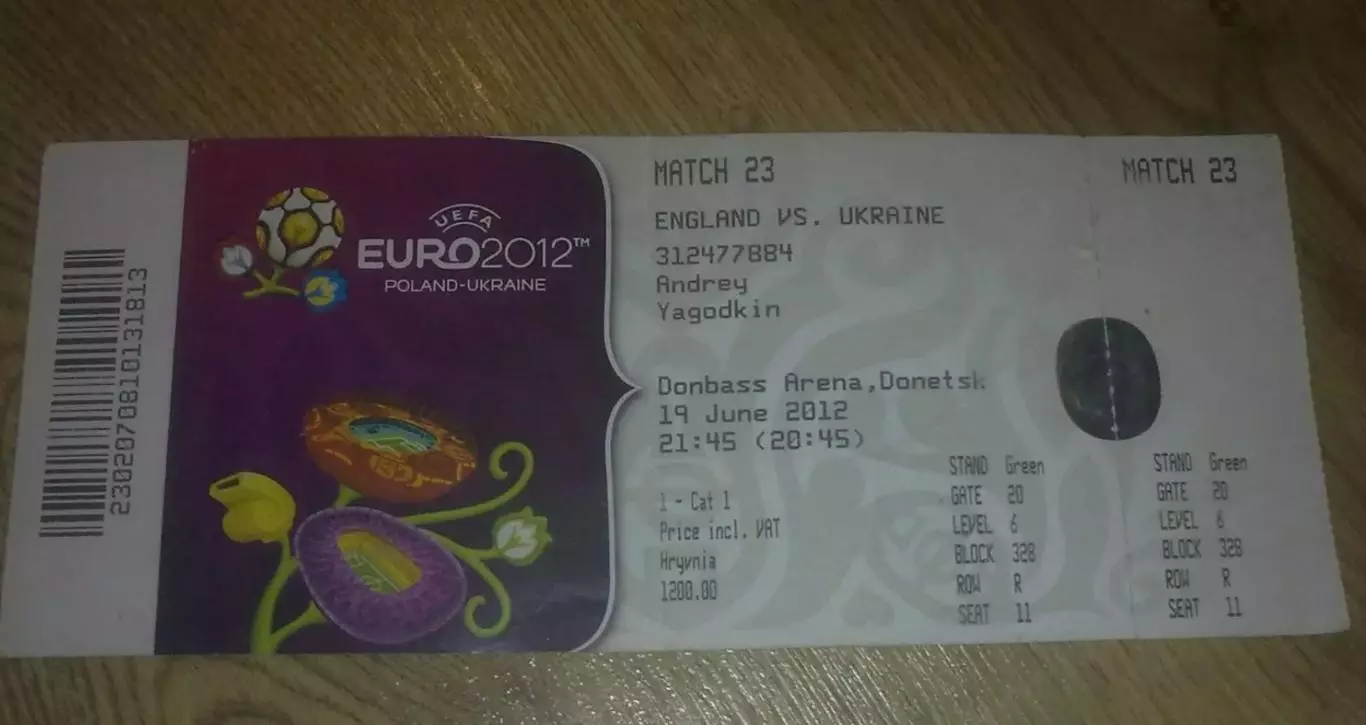 230207081013​1813
UEFA
EURO2012™
POLAND-UKRAINE
MATCH 23
ENGLAND VS. UKRAINE
312477884
Andrey
Yagodkin
Donbass Arena,Donetsk
19 June 2012
21:45 (20:45)
1 - Cat 1
Price incl. VAT
Hryvnia
1200.00
STAND Green
GATE 20
LEVEL 6
BLOCK 328
ROW R
SEAT 11
MATCH 23
STAND Green
GATE 20
LEVEL 6
BLOCK 328
ROW R
SEAT 11